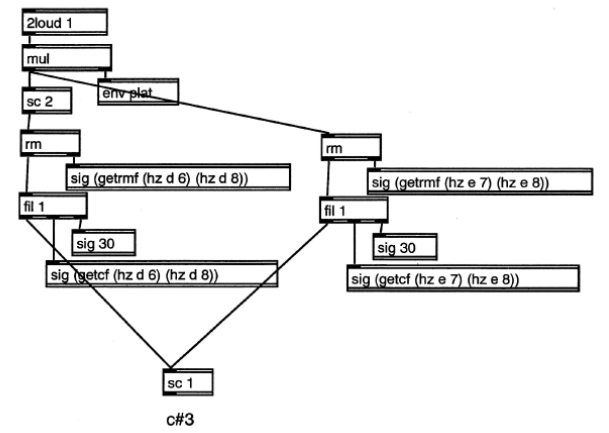 2loud 1
mul
env plat
sc 2
rm
rm
sig (getrmf (hz d 6) (hz d 8))
sig (getrmf (hz e 7) (hz e 8))
fil 1
fil 1
sig 30
sig 30
sig (getcf (hz d 6) (hz d 8))
sig (getcf (hz e 7) (hz e 8))
sc 1
c#3